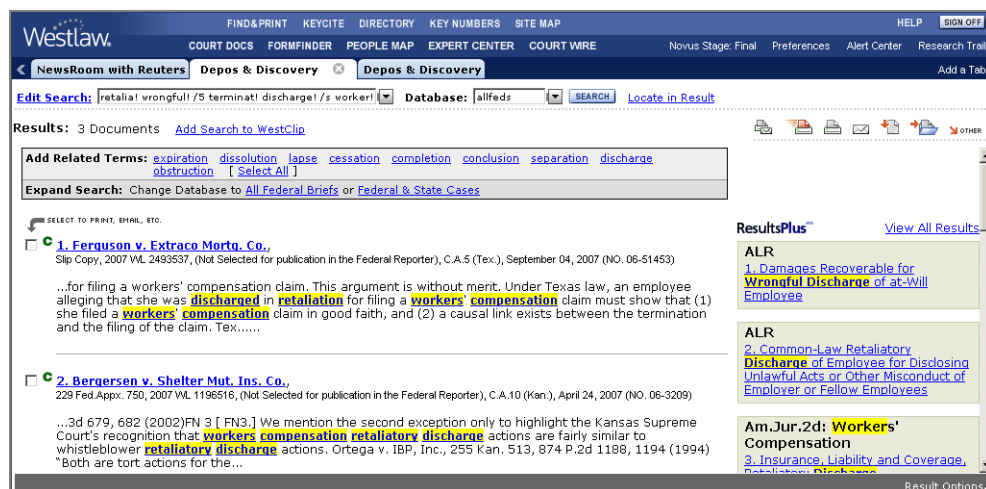 Westlaw.
FIND&PRINT KEYCITE DIRECTORY KEY NUMBERS SITE MAP
HELP SIGN OFF
COURT DOCS FORMFINDER PEOPLE MAP EXPERT CENTER COURT WIRE
Novus Stage: Final Preferences Alert Center Research Trail
NewsRoom with Reuters Depos & Discovery Depos & Discovery
Add a Tab
Edit Search: retalia! wrongful! /5 terminat! discharge! /s worker! Database: allfeds SEARCH Locate in Result
Results: 3 Documents Add Search to WestClip
OTHER
Add Related Terms: expiration dissolution lapse cessation completion conclusion separation discharge
obstruction [ Select All ]
Expand Search: Change Database to All Federal Briefs or Federal & State Cases
SELECT TO PRINT, EMAIL, ETC.
C 1. Ferguson v. Extraco Mortg. Co.,
Slip Copy, 2007 WL 2493537, (Not Selected for publication in the Federal Reporter), C.A.5 (Tex.), September 04, 2007 (NO. 06-51453)
...for filing a workers' compensation claim. This argument is without merit. Under Texas law, an employee
alleging that she was discharged in retaliation for filing a workers' compensation claim must show that (1)
she filed a workers' compensation claim in good faith, and (2) a causal link exists between the termination
and the filing of the claim. Tex......
C 2. Bergersen v. Shelter Mut. Ins. Co.,
229 Fed.Appx. 750, 2007 WL 1196516, (Not Selected for publication in the Federal Reporter), C.A.10 (Kan.), April 24, 2007 (NO. 06-3209)
...3d 679, 682 (2002)FN 3 [ FN3.] We mention the second exception only to highlight the Kansas Supreme
Court's recognition that workers compensation retaliatory discharge actions are fairly similar to
whistleblower retaliatory discharge actions. Ortega v. IBP, Inc., 255 Kan. 513, 874 P.2d 1188, 1194 (1994)
"Both are tort actions for the...
ResultsPlus™ View All Results
ALR
1. Damages Recoverable for
Wrongful Discharge of at-Will
Employee
ALR
2. Common-Law Retaliatory
Discharge of Employee for Disclosing
Unlawful Acts or Other Misconduct of
Employer or Fellow Employees
Am.Jur.2d: Workers'
Compensation
3. Insurance, Liability and Coverage,
Retaliatory Discharge
Result Options